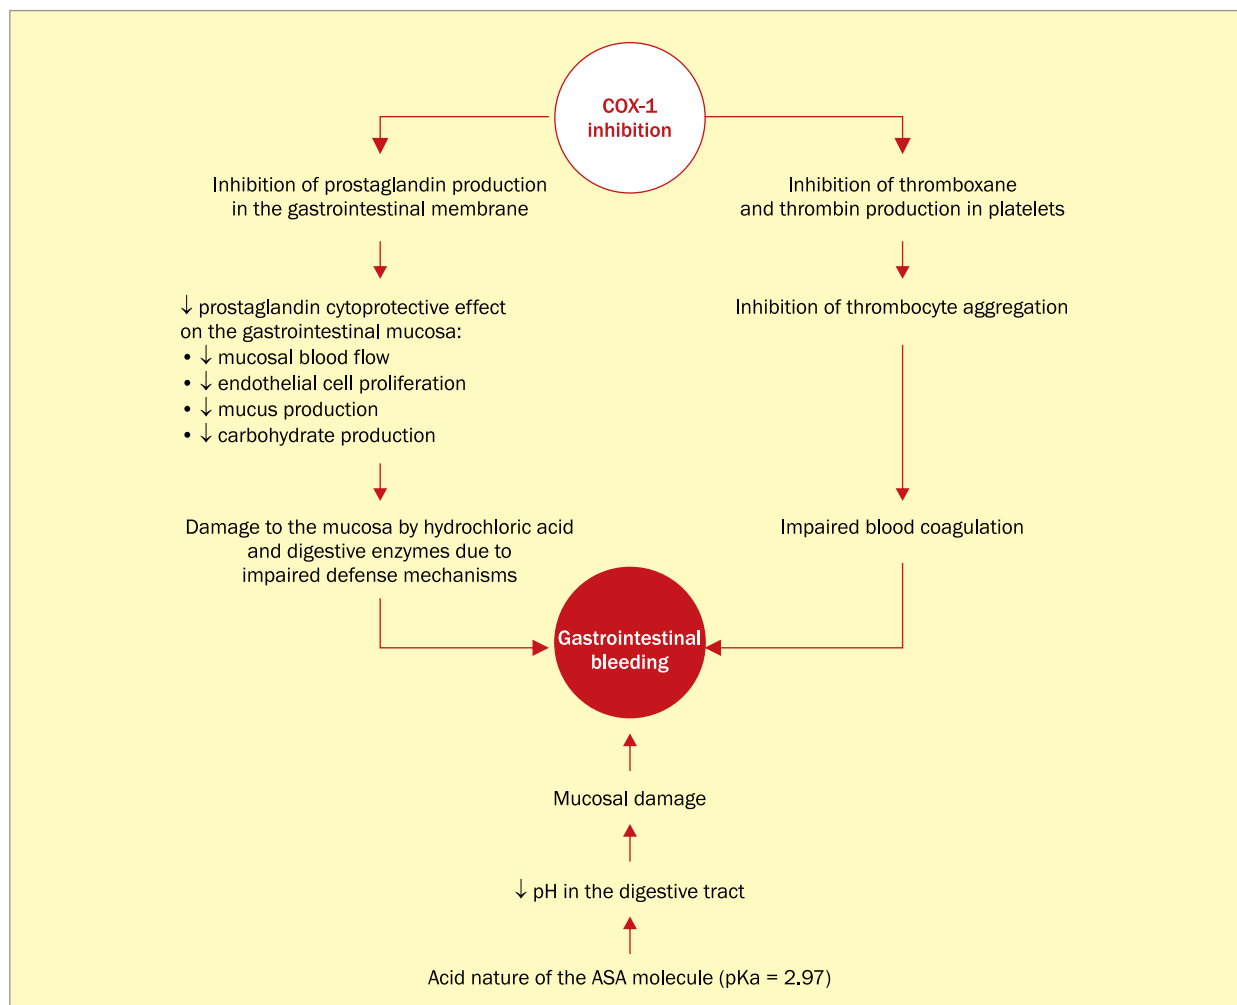 COX-1
inhibition
Inhibition of prostaglandin production
in the gastrointestinal membrane
↓ prostaglandin cytoprotective effect
on the gastrointestinal mucosa:
• ↓ mucosal blood flow
• ↓ endothelial cell proliferation
• ↓ mucus production
• ↓ carbohydrate production
Damage to the mucosa by hydrochloric acid
and digestive enzymes due to
impaired defense mechanisms
Inhibition of thromboxane
and thrombin production in platelets
Inhibition of thrombocyte aggregation
Impaired blood coagulation
Gastrointestinal
bleeding
Mucosal damage
↓ pH in the digestive tract
Acid nature of the ASA molecule (pKa = 2.97)